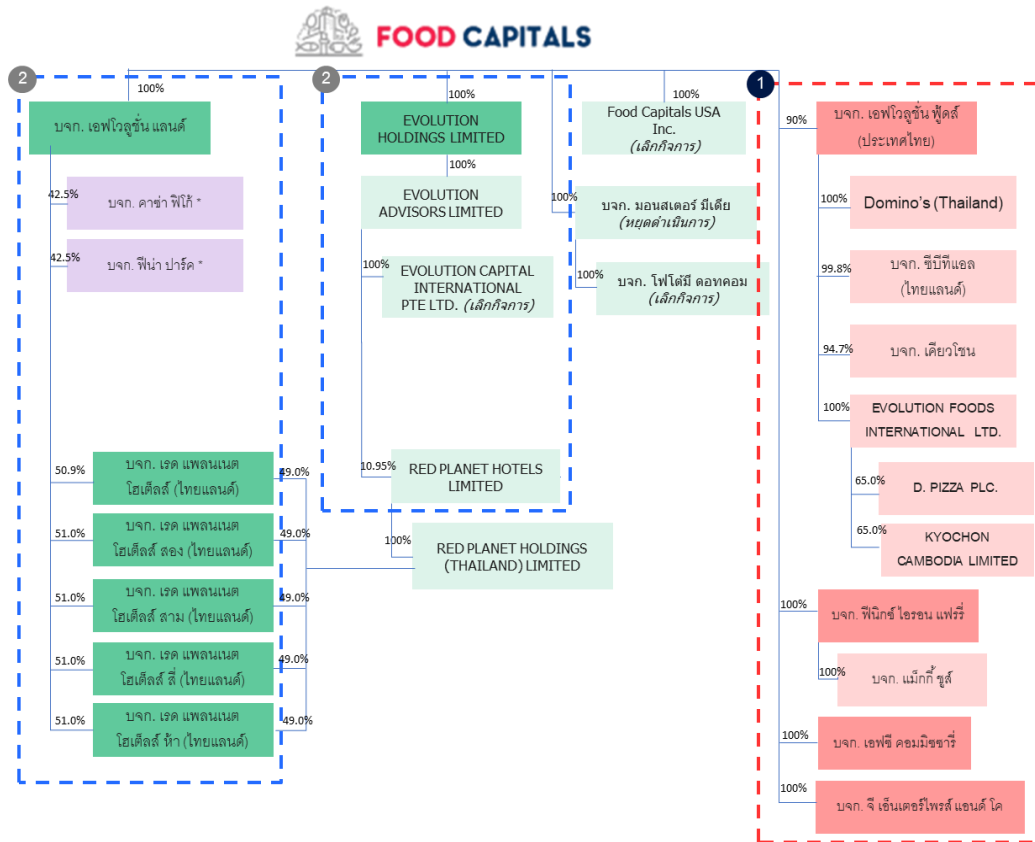 FOOD CAPITALS
2
2
1
100%
100%
100%
90%
บจก. เอฟโวลูชั่น แลนด์
42.5%
บจก. คาซ่า ฟิโก้ *
42.5%
บจก. ฟีน่า ปาร์ค *
50.9%
บจก. เรด แพลนเนต
โฮเต็ลส์ (ไทยแลนด์)
49.0%
51.0%
บจก. เรด แพลนเนต
โฮเต็ลส์ สอง (ไทยแลนด์)
49.0%
51.0%
บจก. เรด แพลนเนต
โฮเต็ลส์ สาม (ไทยแลนด์)
49.0%
51.0%
บจก. เรด แพลนเนต
โฮเต็ลส์ สี่ (ไทยแลนด์)
49.0%
51.0%
บจก. เรด แพลนเนต
โฮเต็ลส์ ห้า (ไทยแลนด์)
49.0%
EVOLUTION
HOLDINGS LIMITED
100%
EVOLUTION
ADVISORS LIMITED
100%
EVOLUTION CAPITAL
INTERNATIONAL
PTE LTD. (เลิกกิจการ)
10.95%
RED PLANET HOTELS
LIMITED
100%
RED PLANET HOLDINGS
(THAILAND) LIMITED
Food Capitals USA
Inc.
(เลิกกิจการ)
100%
บจก. มอนสเตอร์ มีเดีย
(หยุดดำเนินการ)
100%
บจก. โฟโต้มี ดอทคอม
(เลิกกิจการ)
บจก. เอฟโวลูชั่น ฟู้ดส์
(ประเทศไทย)
100%
Domino's (Thailand)
99.8%
บจก. ซีบีทีแอล
(ไทยแลนด์)
94.7%
บจก. เคียวโชน
100%
EVOLUTION FOODS
INTERNATIONAL LTD.
65.0%
D. PIZZA PLC.
65.0%
KYOCHON
CAMBODIA LIMITED
100%
บจก. ฟีนิกซ์ ไอรอน แฟรรี่
100%
บจก. แม็กกี้ ชูส์
100%
บจก. เอฟซี คอมมิซซารี่
100%
บจก. จี เอ็นเตอร์ไพรส์ แอนด์ โค